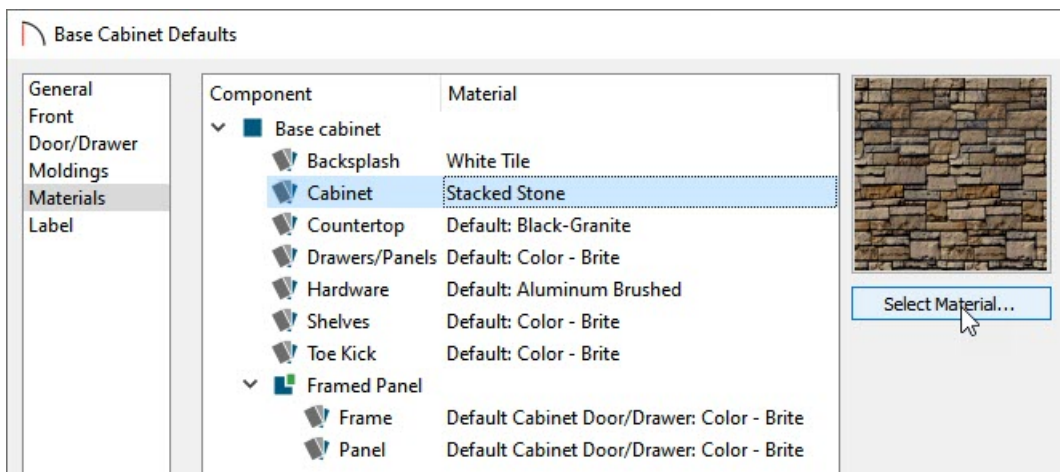 Base Cabinet Defaults
General
Front
Door/Drawer
Moldings
Materials
Label
Component Material
Base cabinet
Backsplash White Tile
Cabinet Stacked Stone
Countertop Default: Black-Granite
Drawers/Panels Default: Color - Brite
Hardware Default: Aluminum Brushed
Shelves Default: Color - Brite
Toe Kick Default: Color - Brite
Framed Panel
Frame Default Cabinet Door/Drawer: Color - Brite
Panel Default Cabinet Door/Drawer: Color - Brite
Select Material...